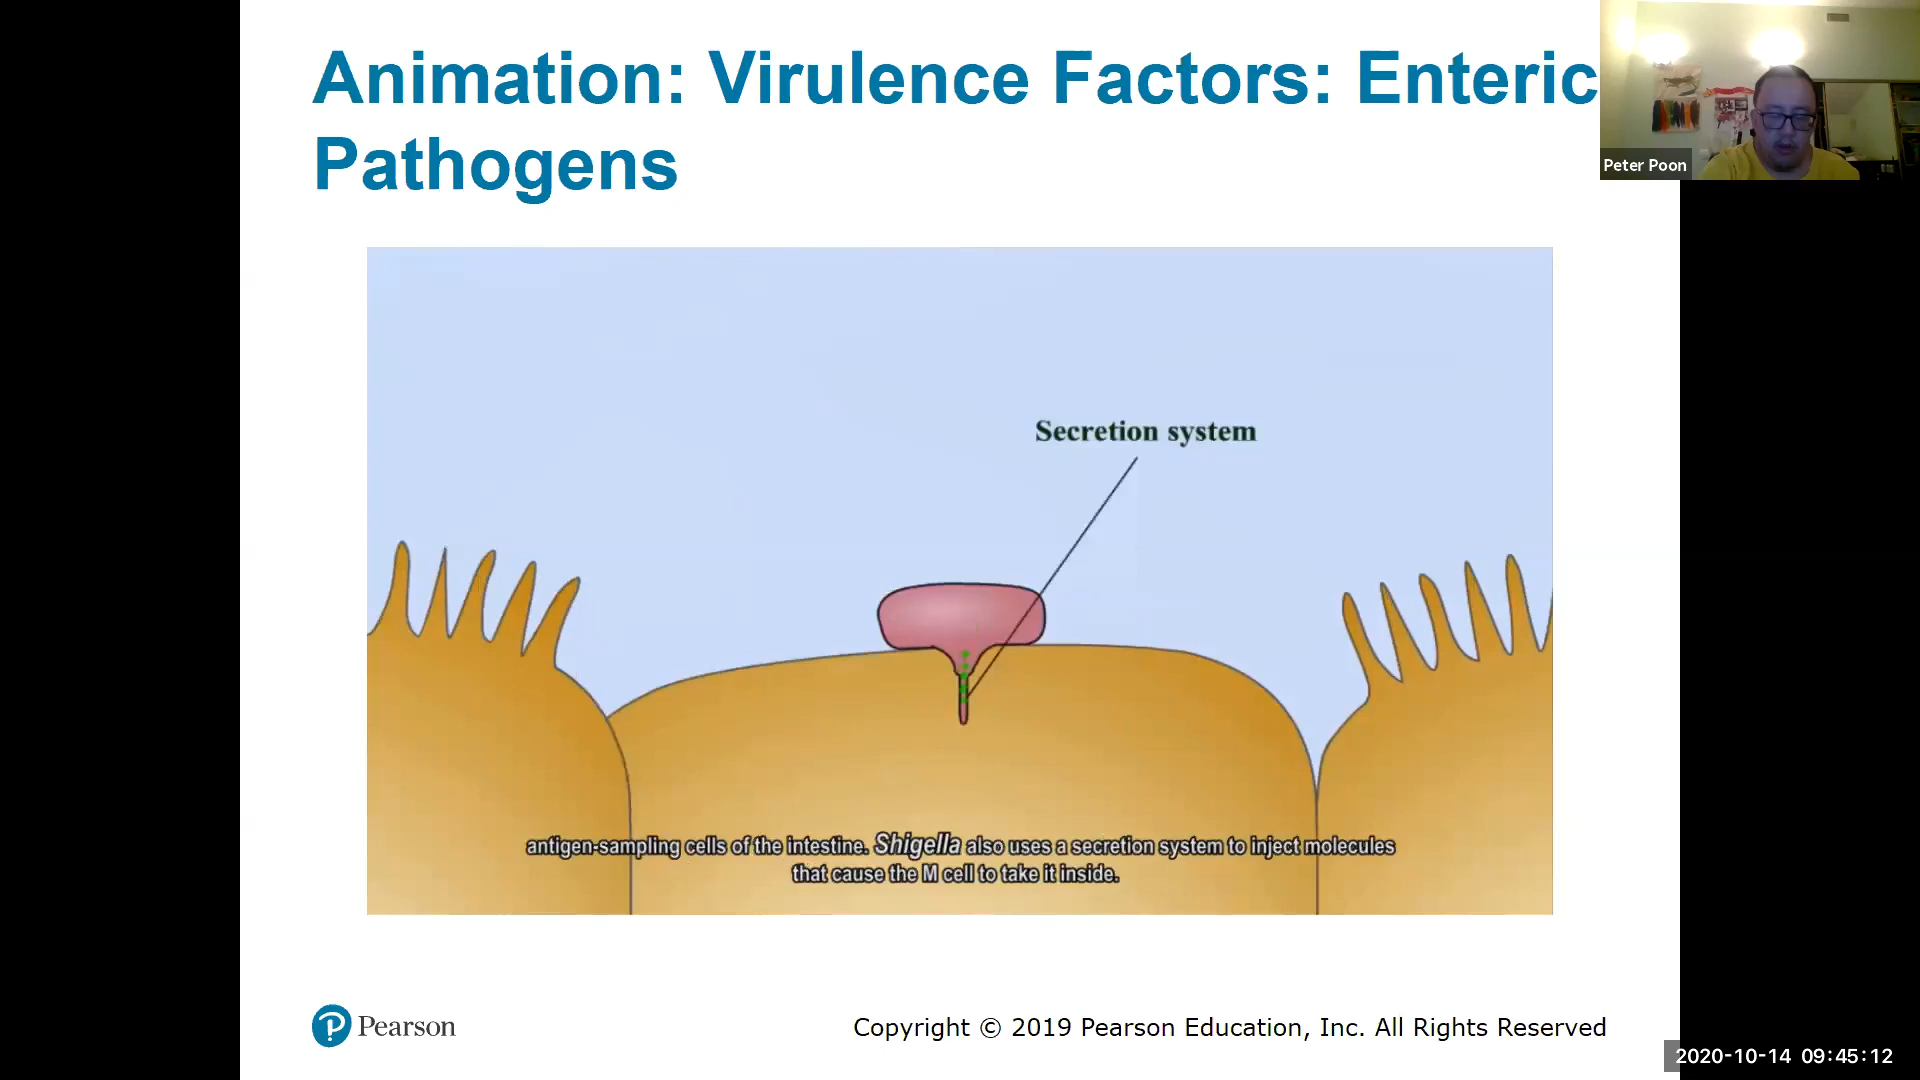 Animation: Virulence Factors: Enteric
Pathogens
Peter Poon
Secretion system
antigen-sampling cells of the intestine. Shigella also uses a secretion system to inject molecules
that cause the M cell to take it inside.
Pearson
Copyright © 2019 Pearson Education, Inc. All Rights Reserved
2020-10-14 09:45:12